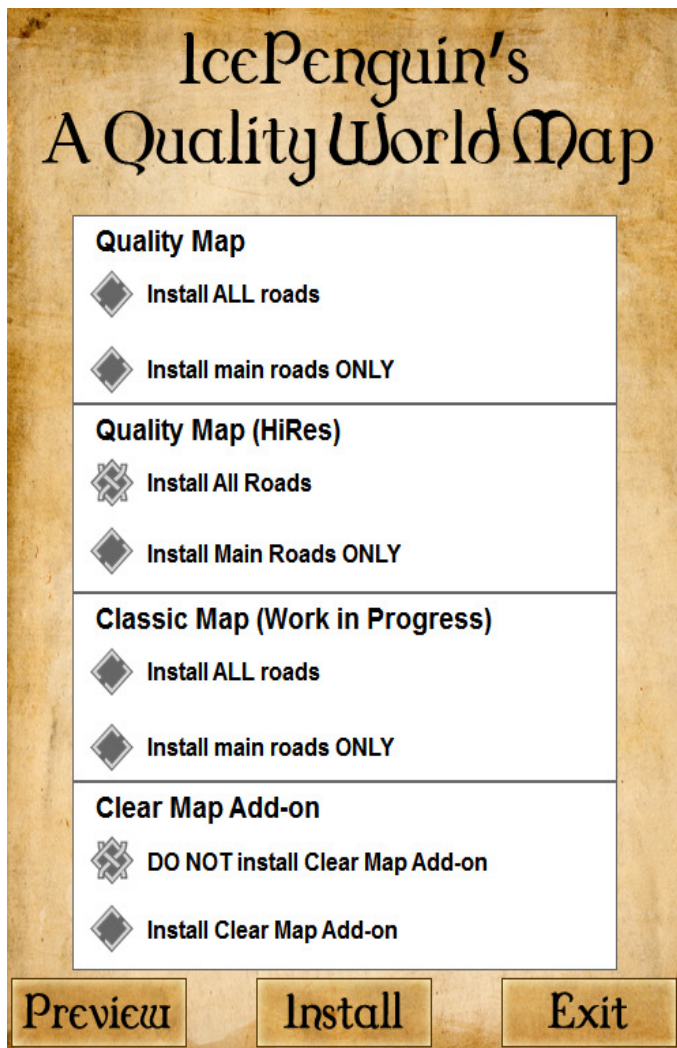 IcePenguin's
A Quality World Map
Quality Map
Install ALL roads
Install main roads ONLY
Quality Map (HiRes)
Install All Roads
Install Main Roads ONLY
Classic Map (Work in Progress)
Install ALL roads
Install main roads ONLY
Clear Map Add-on
DO NOT install Clear Map Add-on
Install Clear Map Add-on
Preview Install Exit